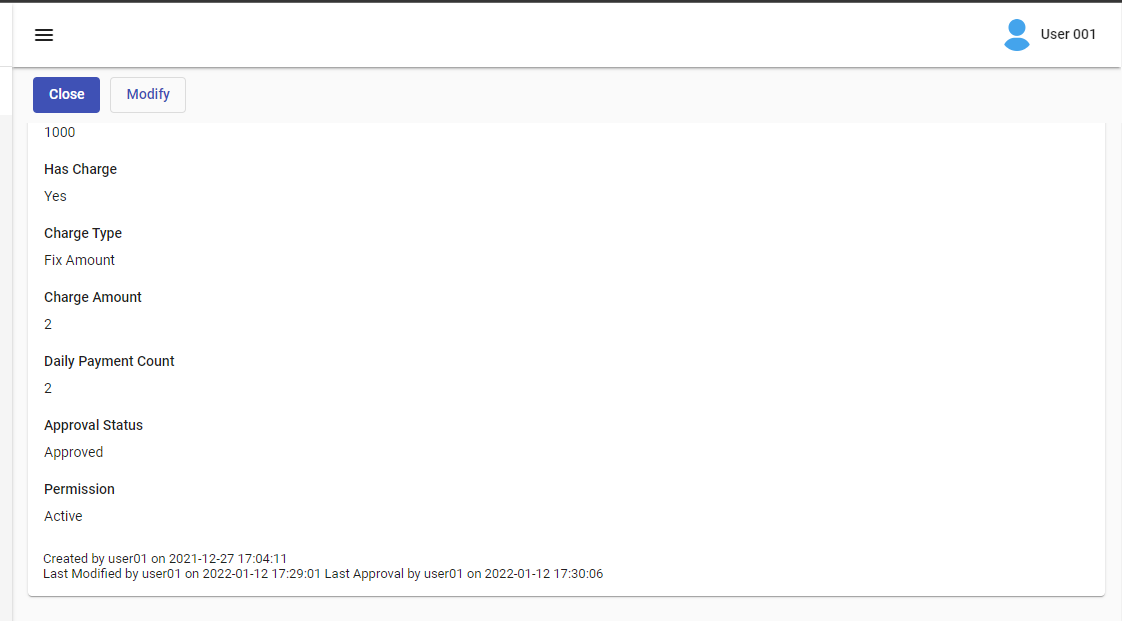 User 001
Close Modify
1000
Has Charge
Yes
Charge Type
Fix Amount
Charge Amount
2
Daily Payment Count
2
Approval Status
Approved
Permission
Active
Created by user01 on 2021-12-27 17:04:11
Last Modified by user01 on 2022-01-12 17:29:01 Last Approval by user01 on 2022-01-12 17:30:06